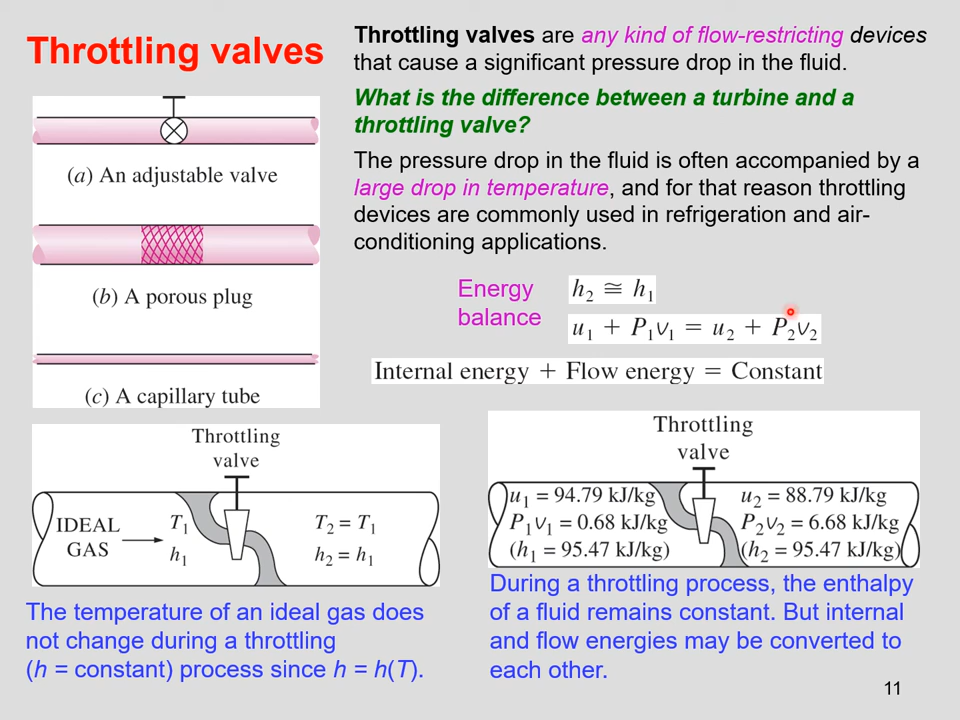 Throttling valves
Throttling valves are any kind of flow-restricting devices
that cause a significant pressure drop in the fluid.
What is the difference between a turbine and a
throttling valve?
The pressure drop in the fluid is often accompanied by a
large drop in temperature, and for that reason throttling
devices are commonly used in refrigeration and air-
conditioning applications.
(a) An adjustable valve
(b) A porous plug
(c) A capillary tube
Energy
balance
h₂ ≅ h₁
u₁ + P₁v₁ = u₂ + P₂v₂
Internal energy + Flow energy = Constant
Throttling
valve
IDEAL
GAS
T₁
h₁
T₂ = T₁
h₂ = h₁
The temperature of an ideal gas does
not change during a throttling
(h = constant) process since h = h(T).
Throttling
valve
u₁ = 94.79 kJ/kg
P₁v₁ = 0.68 kJ/kg
(h₁ = 95.47 kJ/kg)
u₂ = 88.79 kJ/kg
P₂v₂ = 6.68 kJ/kg
(h₂ = 95.47 kJ/kg)
During a throttling process, the enthalpy
of a fluid remains constant. But internal
and flow energies may be converted to
each other.
11